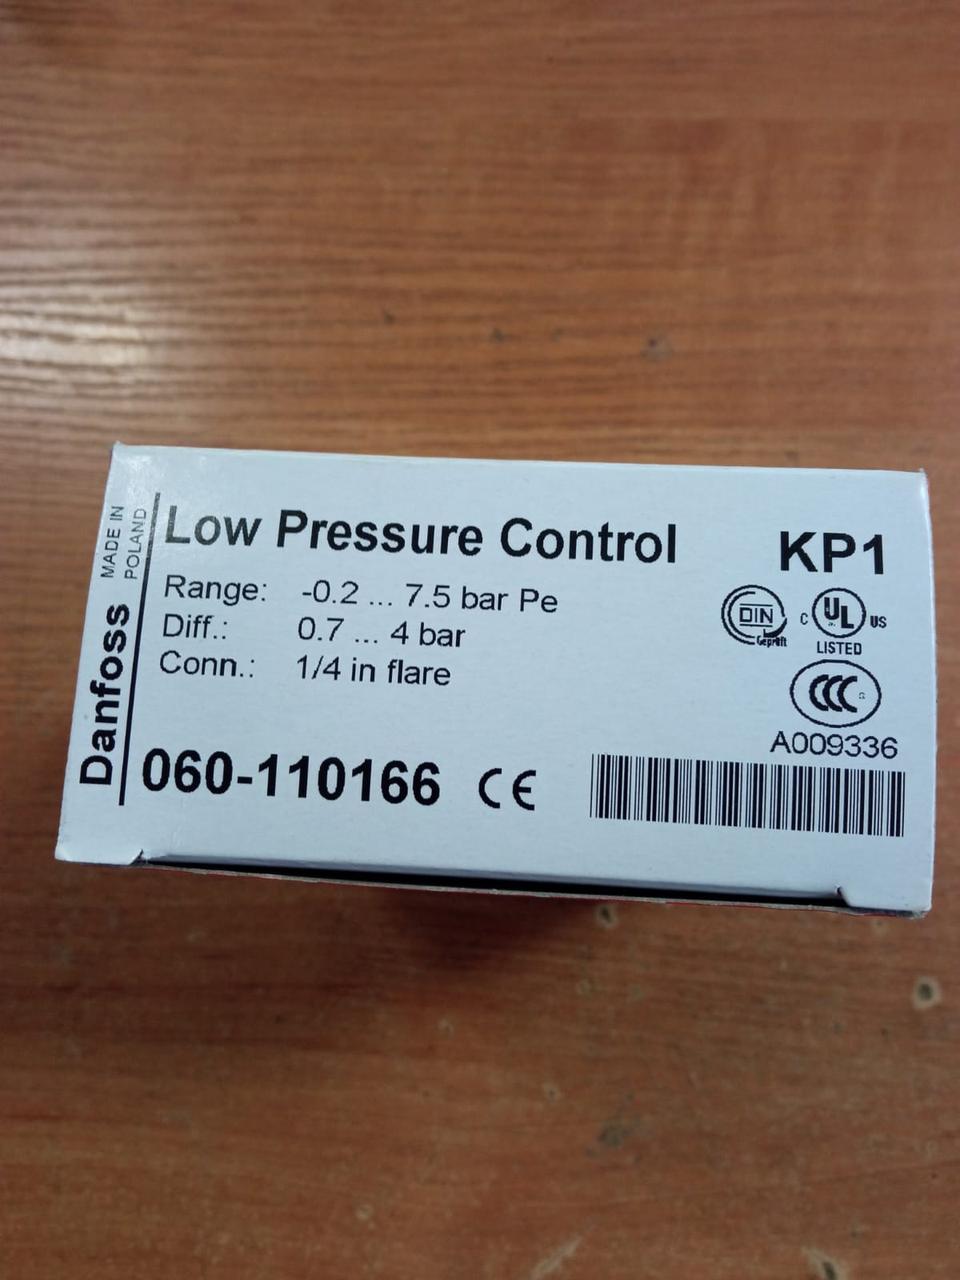 MADE IN
POLAND
Danfoss
Low Pressure Control
KP1
Range: -0.2 ... 7.5 bar Pe
Diff.: 0.7 ... 4 bar
Conn.: 1/4 in flare
DIN
Geprüft
C UL US
LISTED
CCC
A009336
060-110166 CE